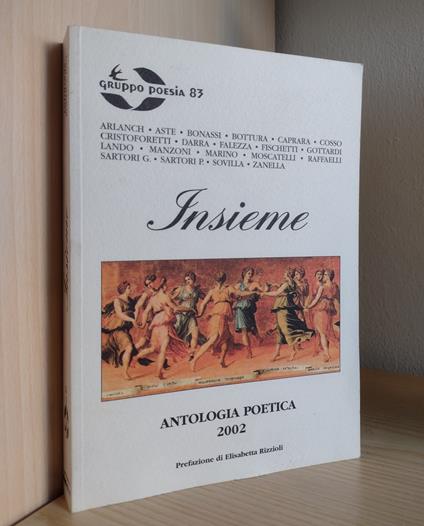 GRUPPO POESIA 83
ARLANCH • ASTE • BONASSI • BOTTURA • CAPRARA • COSSO
CRISTOFORETTI • DARRA • FALEZZA • FISCHETTI • GOTTARDI
LANDO • MANZONI • MARINO • MOSCATELLI • RAFFAELLI
SARTORI G. • SARTORI P. • SOVILLA • ZANELLA
Insieme
ANTOLOGIA POETICA
2002
Prefazione di Elisabetta Rizzioli
Insieme